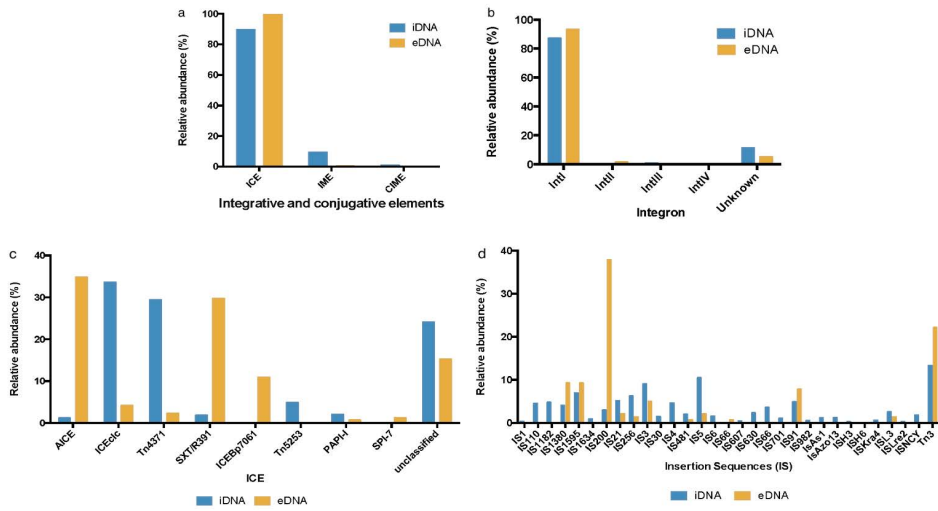 a
Relative abundance (%)
100
80
60
40
20
0
iDNA
eDNA
ICE
IME
CIME
Integrative and conjugative elements
b
Relative abundance (%)
100
80
60
40
20
0
iDNA
eDNA
IntI
IntII
IntIII
IntIV
Unknown
Integron
c
Relative abundance (%)
40
30
20
10
0
AICE
ICEclc
Tn4371
SXT/R391
ICEBp7061
Tn5253
PAPI-I
SPI-7
unclassified
ICE
iDNA
eDNA
d
Relative abundance (%)
40
30
20
10
0
IS1
IS110
IS1182
IS1380
IS1595
IS1634
IS200
IS21
IS256
IS3
IS30
IS4
IS481
IS5
IS6
IS66
IS607
IS630
IS66
IS701
IS91
IS982
IsAs1
IsAzo13
ISH3
ISH6
ISKra4
ISL3
ISLre2
ISNCY
Tn3
Insertion Sequences (IS)
iDNA
eDNA